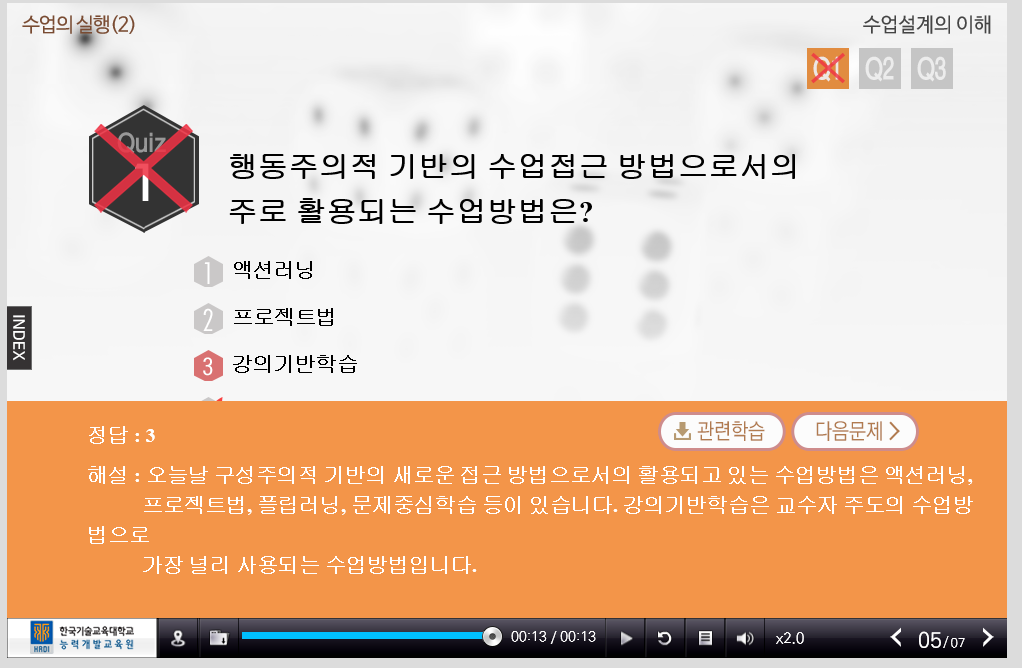 수업의 실행(2)
수업설계의 이해
Q1 Q2 Q3
Quiz
1
행동주의적 기반의 수업접근 방법으로서의
주로 활용되는 수업방법은?
1 액션러닝
2 프로젝트법
3 강의기반학습
INDEX
정답 : 3
관련학습
다음문제
해설 : 오늘날 구성주의적 기반의 새로운 접근 방법으로서의 활용되고 있는 수업방법은 액션러닝,
프로젝트법, 플립러닝, 문제중심학습 등이 있습니다. 강의기반학습은 교수자 주도의 수업방
법으로
가장 널리 사용되는 수업방법입니다.
한국기술교육대학교
능력개발교육원
HRDI
00:13 / 00:13
x2.0
05/07